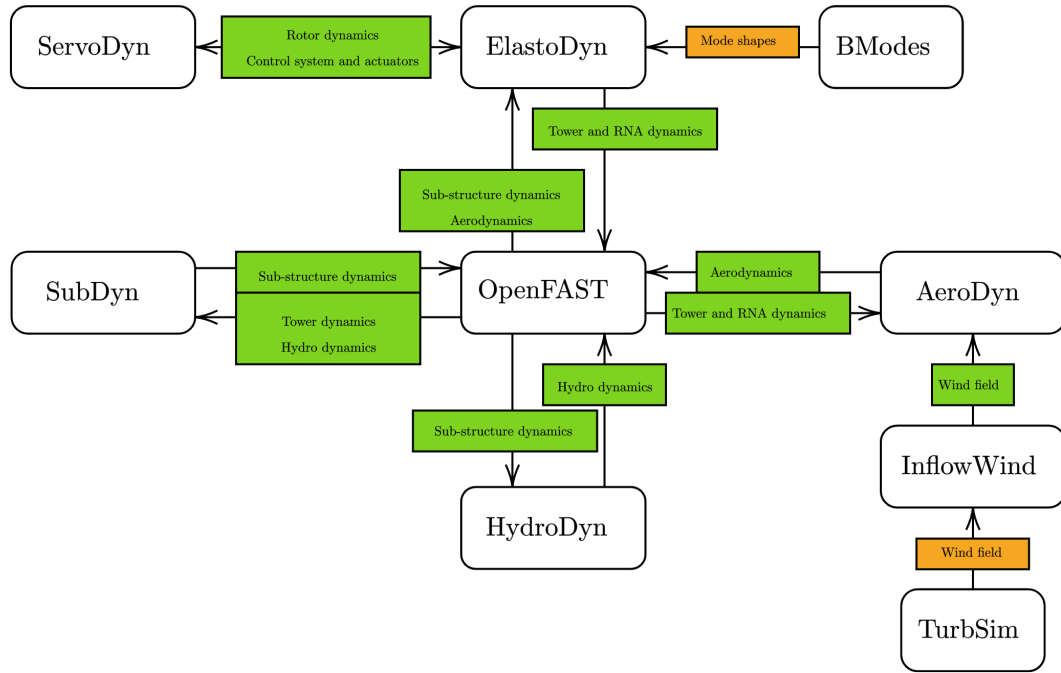 ServoDyn
Rotor dynamics
Control system and actuators
ElastoDyn
Mode shapes
BModes
Tower and RNA dynamics
Sub-structure dynamics
Aerodynamics
SubDyn
Sub-structure dynamics
Tower dynamics
Hydro dynamics
OpenFAST
Aerodynamics
Tower and RNA dynamics
AeroDyn
Hydro dynamics
Wind field
Sub-structure dynamics
InflowWind
HydroDyn
Wind field
TurbSim